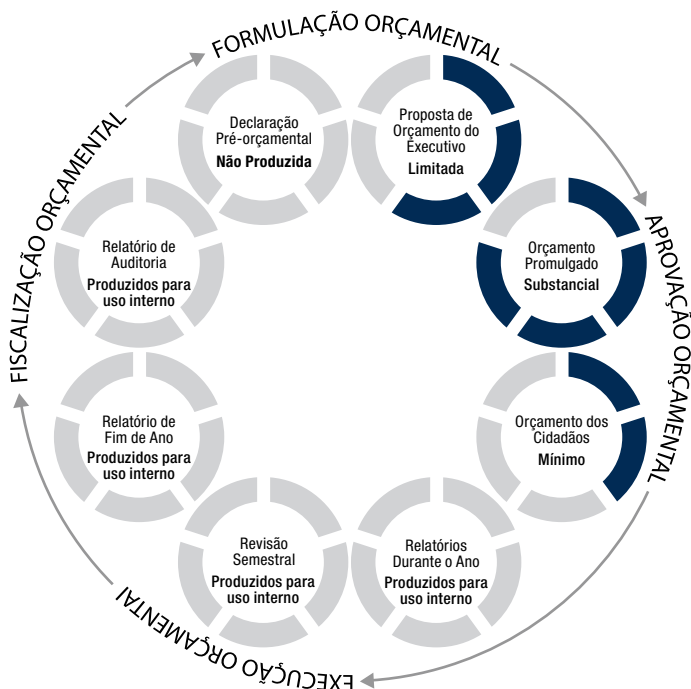 FORMULAÇÃO ORÇAMENTAL
Declaração
Pré-orçamental
Não Produzida
Proposta de
Orçamento do
Executivo
Limitada
APROVAÇÃO ORÇAMENTAL
Orçamento
Promulgado
Substancial
Orçamento dos
Cidadãos
Mínimo
EXECUÇÃO ORÇAMENTAL
Relatórios
Durante o Ano
Produzidos para
uso interno
Revisão
Semestral
Produzidos para
uso interno
FISCALIZAÇÃO ORÇAMENTAL
Relatório de
Fim de Ano
Produzidos para
uso interno
Relatório de
Auditoria
Produzidos para
uso interno